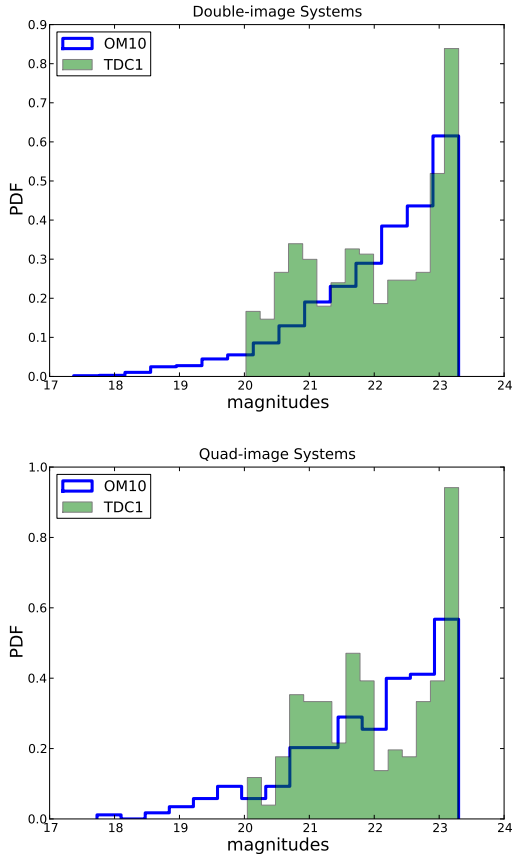 Double-image Systems
0.9
0.8
0.7
0.6
0.5
0.4
0.3
0.2
0.1
0.0
PDF
OM10
TDC1
17 18 19 20 21 22 23 24
magnitudes
Quad-image Systems
1.0
0.8
0.6
0.4
0.2
0.0
PDF
OM10
TDC1
17 18 19 20 21 22 23 24
magnitudes